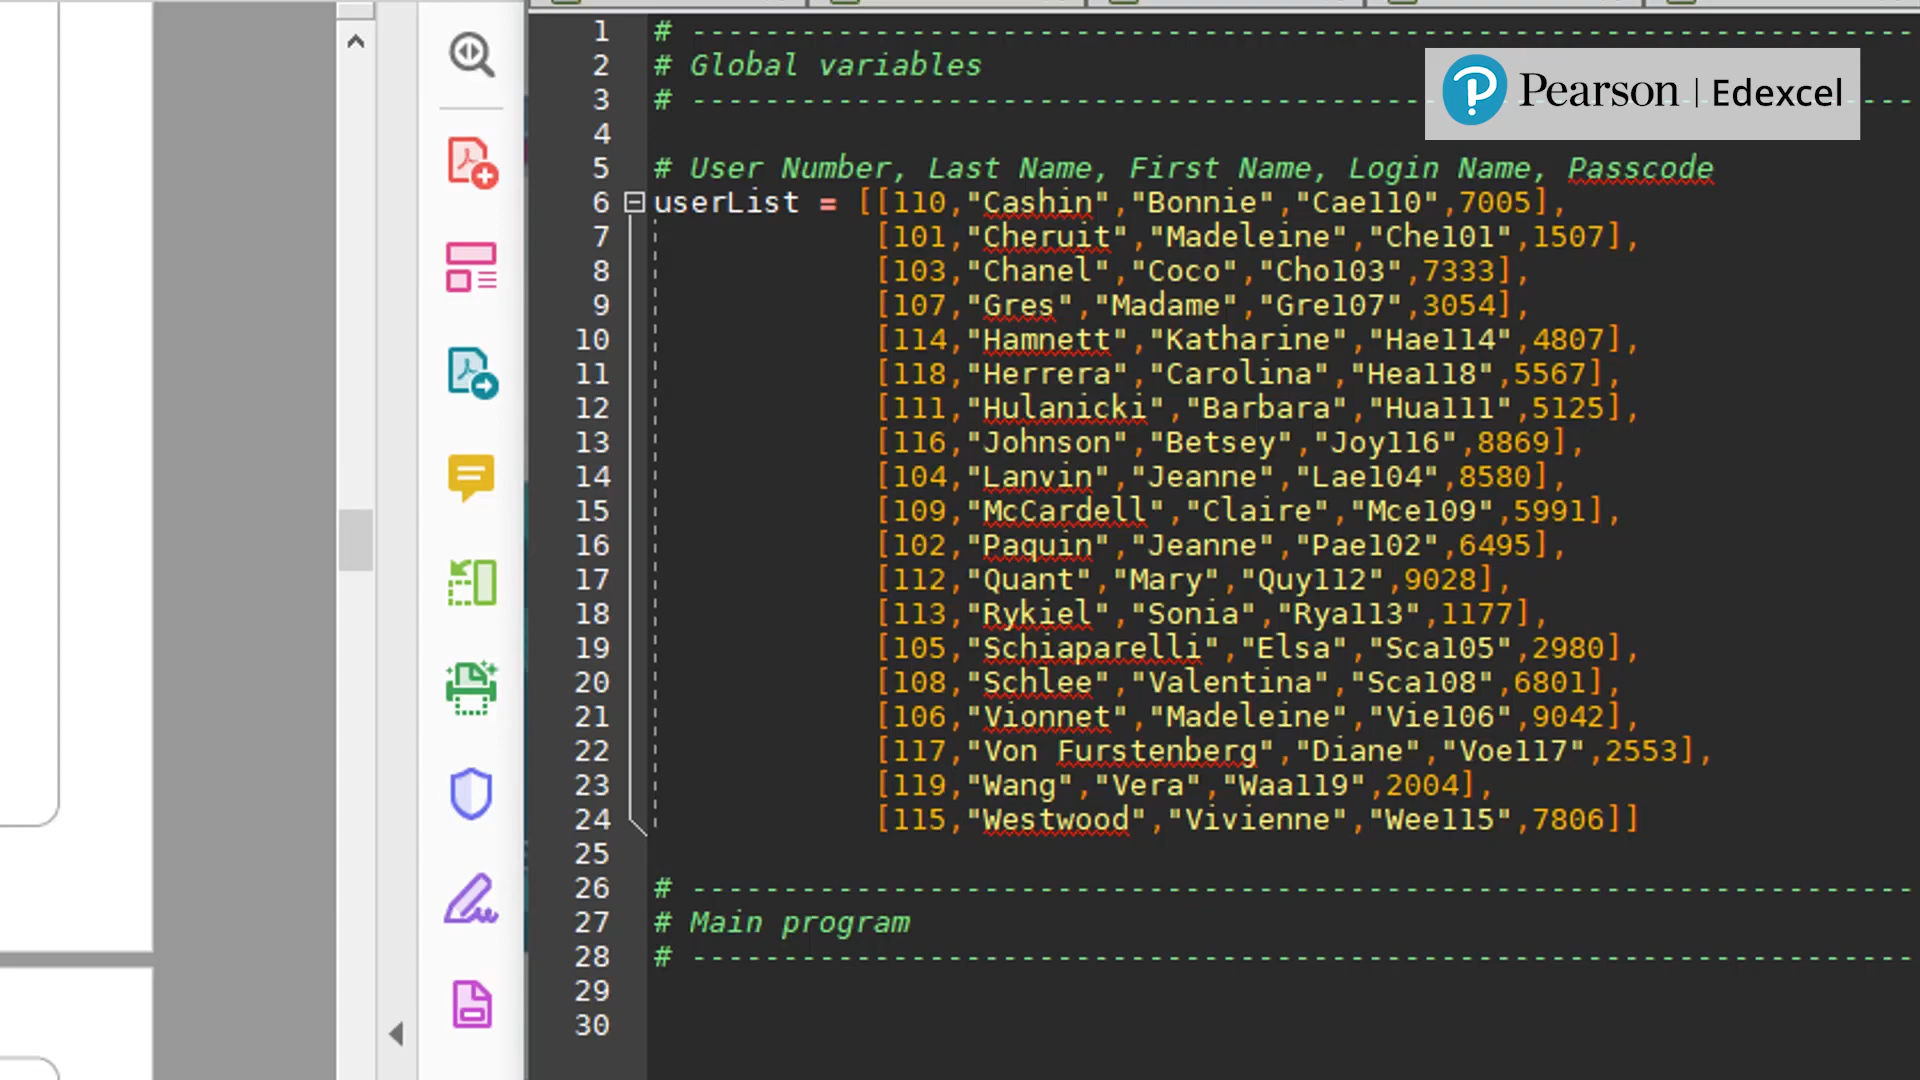 1 # -------------------------------------------------------------------
2 # Global variables
3 # -------------------------------------------------------------------
Pearson | Edexcel
4
5 # User Number, Last Name, First Name, Login Name, Passcode
6 userList = [[110,"Cashin","Bonnie","Cae110",7005],
7 [101,"Cheruit","Madeleine","Che101",1507],
8 [103,"Chanel","Coco","Cho103",7333],
9 [107,"Gres","Madame","Gre107",3054],
10 [114,"Hamnett","Katharine","Hae114",4807],
11 [118,"Herrera","Carolina","Hea118",5567],
12 [111,"Hulanicki","Barbara","Hua111",5125],
13 [116,"Johnson","Betsey","Joy116",8869],
14 [104,"Lanvin","Jeanne","Lae104",8580],
15 [109,"McCardell","Claire","Mce109",5991],
16 [102,"Paquin","Jeanne","Pae102",6495],
17 [112,"Quant","Mary","Quy112",9028],
18 [113,"Rykiel","Sonia","Rya113",1177],
19 [105,"Schiaparelli","Elsa","Sca105",2980],
20 [108,"Schlee","Valentina","Sca108",6801],
21 [106,"Vionnet","Madeleine","Vie106",9042],
22 [117,"Von Furstenberg","Diane","Voe117",2553],
23 [119,"Wang","Vera","Waa119",2004],
24 [115,"Westwood","Vivienne","Wee115",7806]]
25
26 # -------------------------------------------------------------------
27 # Main program
28 # -------------------------------------------------------------------
29
30